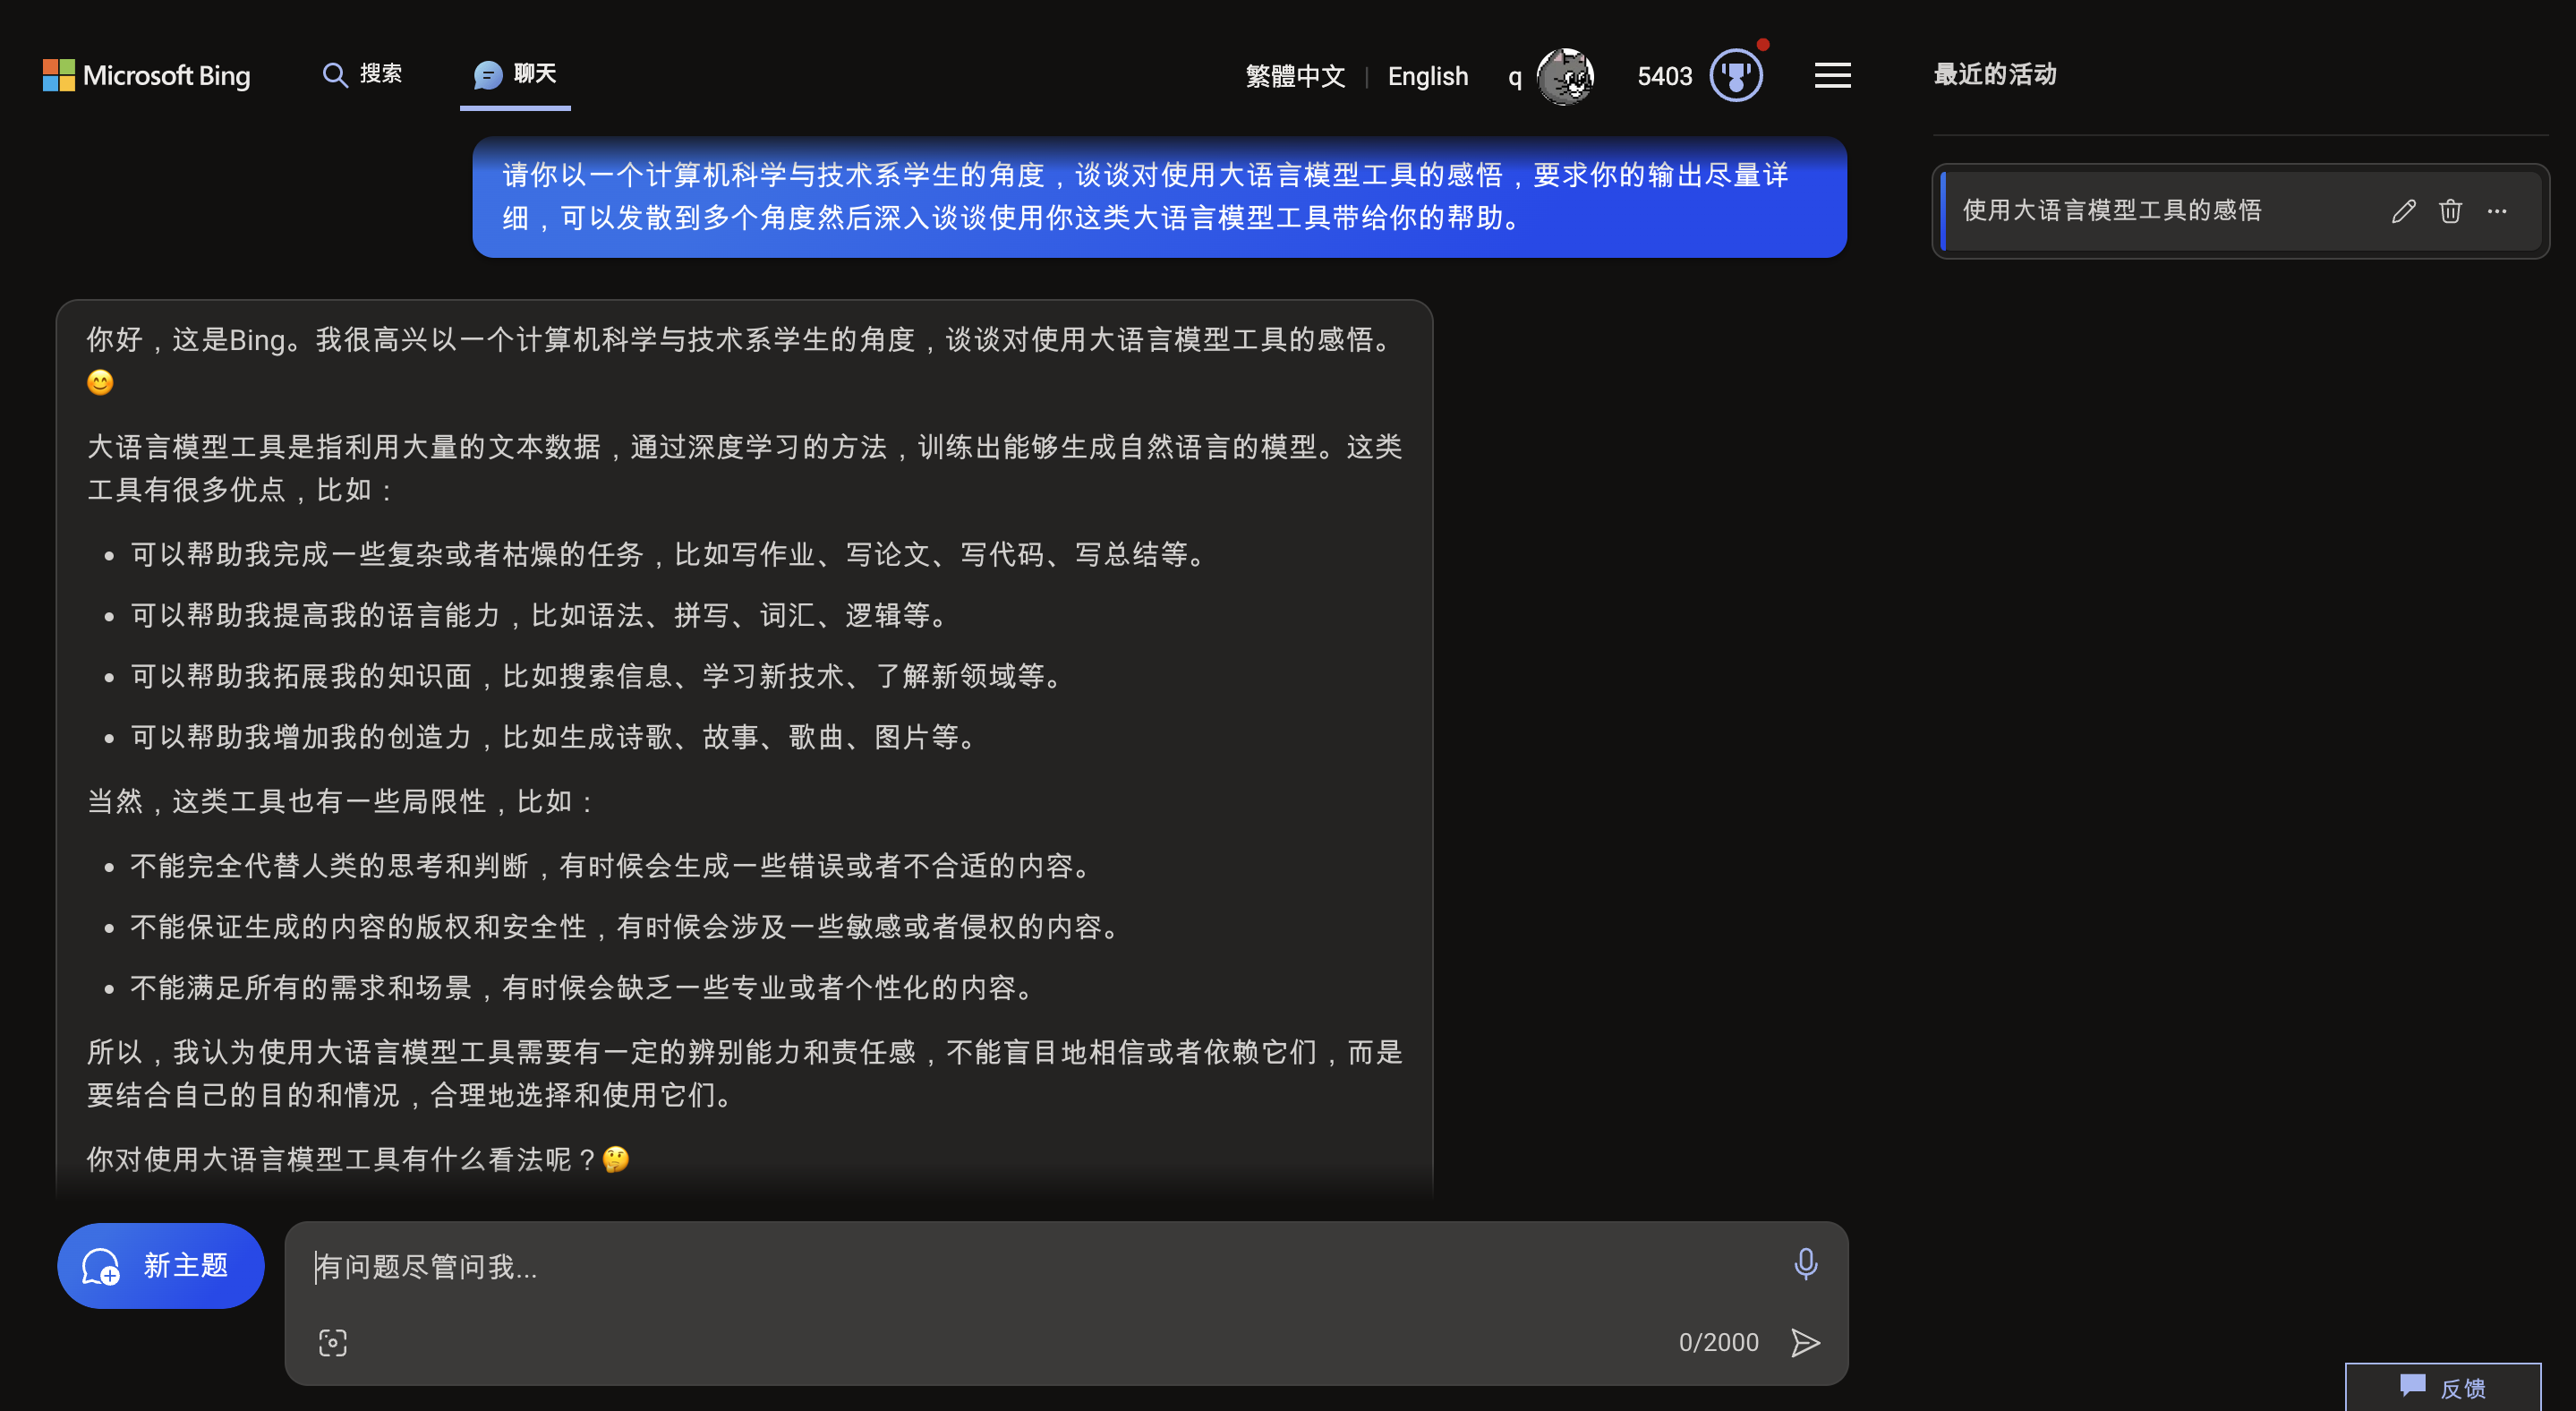 Microsoft Bing
搜索
聊天
繁體中文 | English
q
5403
最近的活动
使用大语言模型工具的感悟
请你以一个计算机科学与技术系学生的角度，谈谈对使用大语言模型工具的感悟，要求你的输出尽量详
细，可以发散到多个角度然后深入谈谈使用你这类大语言模型工具带给你的帮助。
你好，这是Bing。我很高兴以一个计算机科学与技术系学生的角度，谈谈对使用大语言模型工具的感悟。
😊
大语言模型工具是指利用大量的文本数据，通过深度学习的方法，训练出能够生成自然语言的模型。这类
工具有很多优点，比如：
• 可以帮助我完成一些复杂或者枯燥的任务，比如写作业、写论文、写代码、写总结等。
• 可以帮助我提高我的语言能力，比如语法、拼写、词汇、逻辑等。
• 可以帮助我拓展我的知识面，比如搜索信息、学习新技术、了解新领域等。
• 可以帮助我增加我的创造力，比如生成诗歌、故事、歌曲、图片等。
当然，这类工具也有一些局限性，比如：
• 不能完全代替人类的思考和判断，有时候会生成一些错误或者不合适的内容。
• 不能保证生成的内容的版权和安全性，有时候会涉及一些敏感或者侵权的内容。
• 不能满足所有的需求和场景，有时候会缺乏一些专业或者个性化的内容。
所以，我认为使用大语言模型工具需要有一定的辨别能力和责任感，不能盲目地相信或者依赖它们，而是
要结合自己的目的和情况，合理地选择和使用它们。
你对使用大语言模型工具有什么看法呢？🤔
新主题
有问题尽管问我...
0/2000
反馈